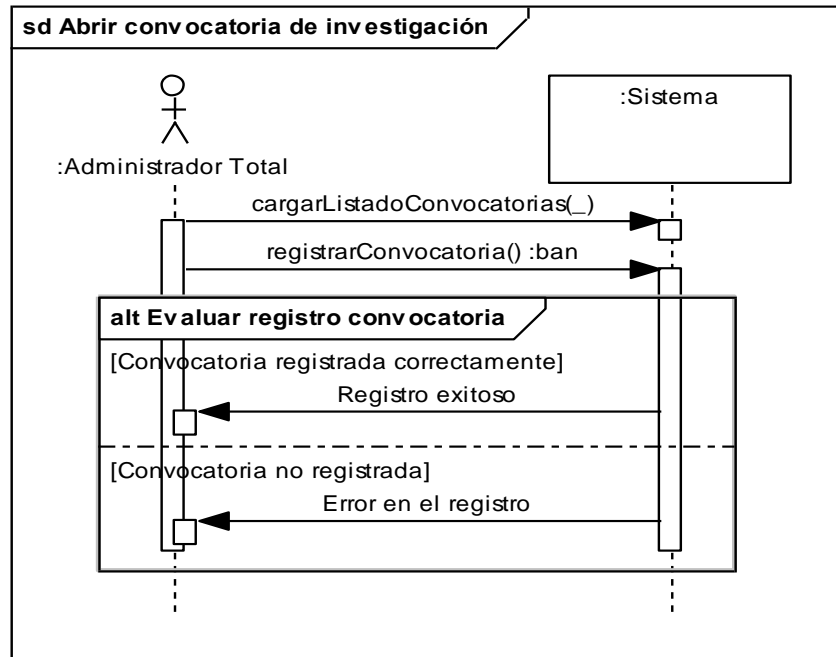 sd Abrir convocatoria de investigación
:Sistema
:Administrador Total
cargarListadoConvocatorias(_)
registrarConvocatoria() :ban
alt Evaluar registro convocatoria
[Convocatoria registrada correctamente]
Registro exitoso
[Convocatoria no registrada]
Error en el registro